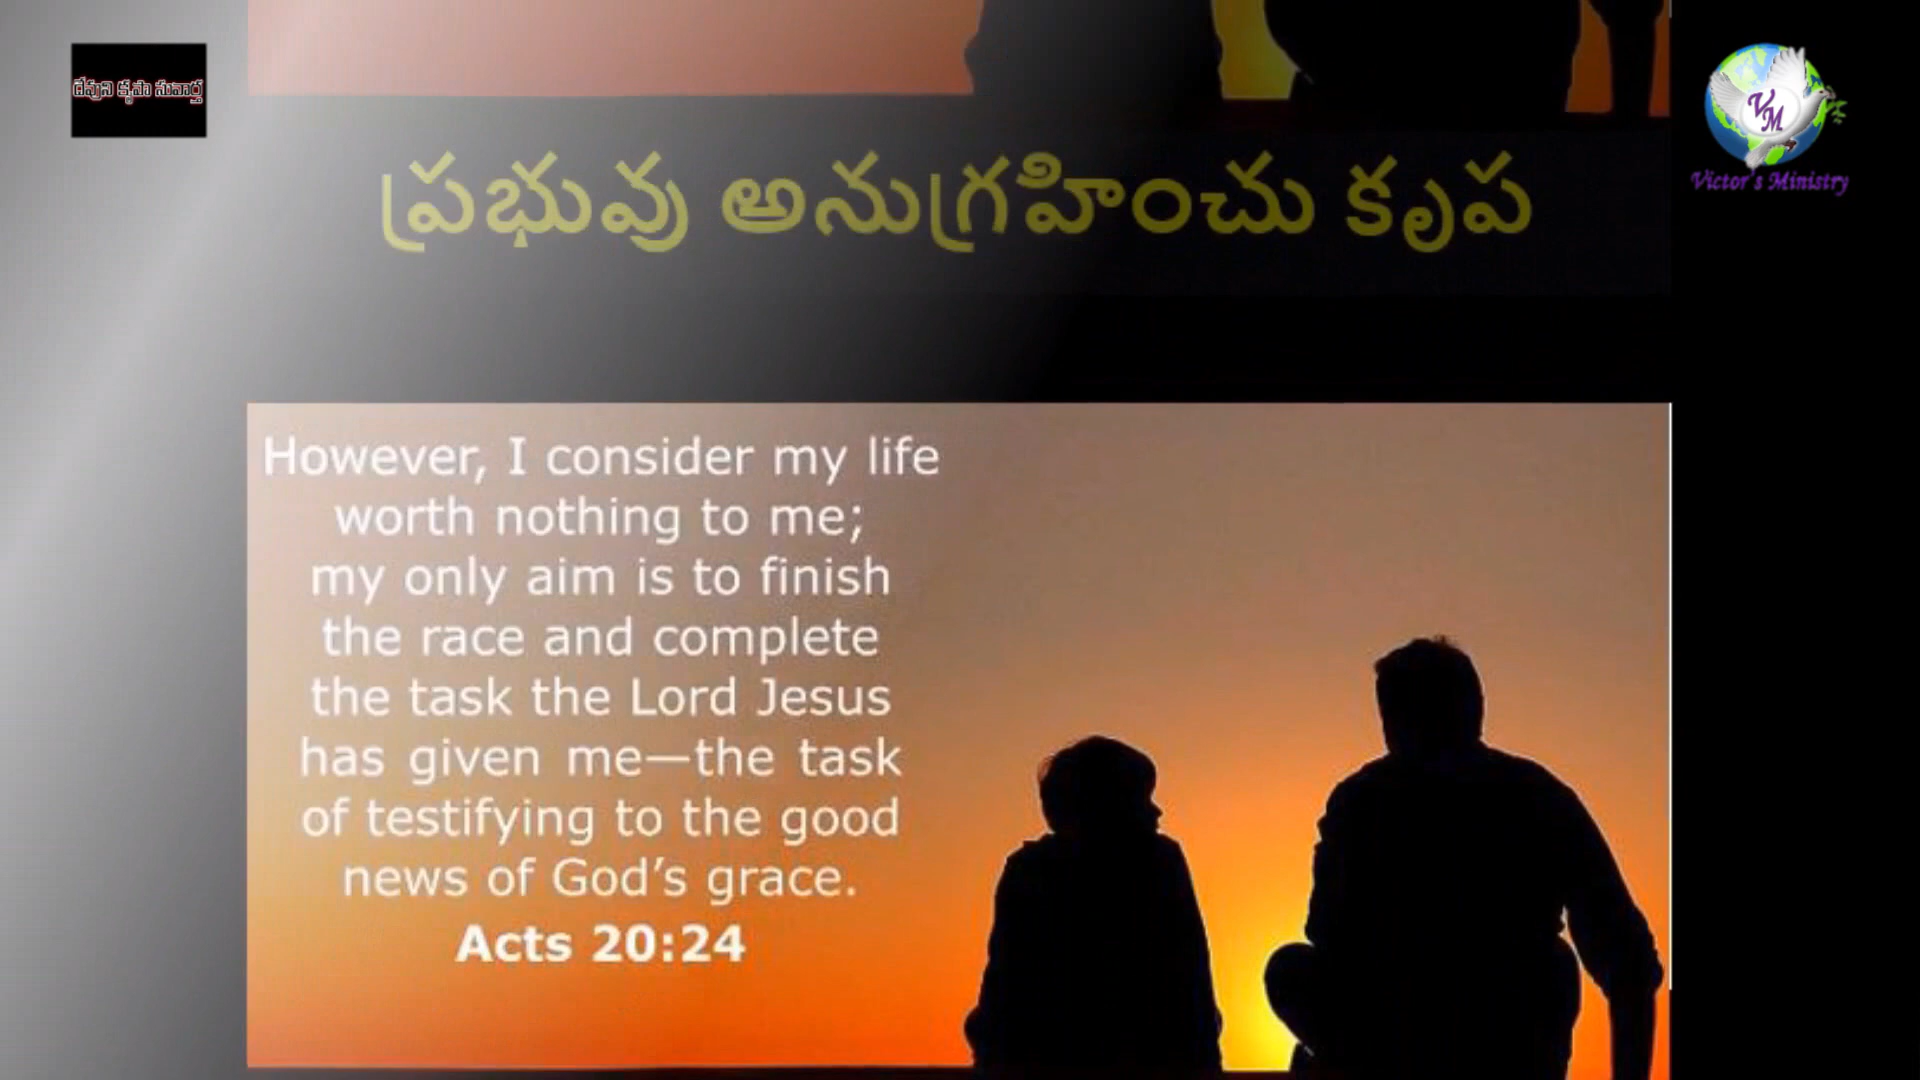 దేవుని కృపా సువార్త
VM
Victor's Ministry
ప్రభువు అనుగ్రహించు కృప
However, I consider my life
worth nothing to me;
my only aim is to finish
the race and complete
the task the Lord Jesus
has given me—the task
of testifying to the good
news of God’s grace.
Acts 20:24